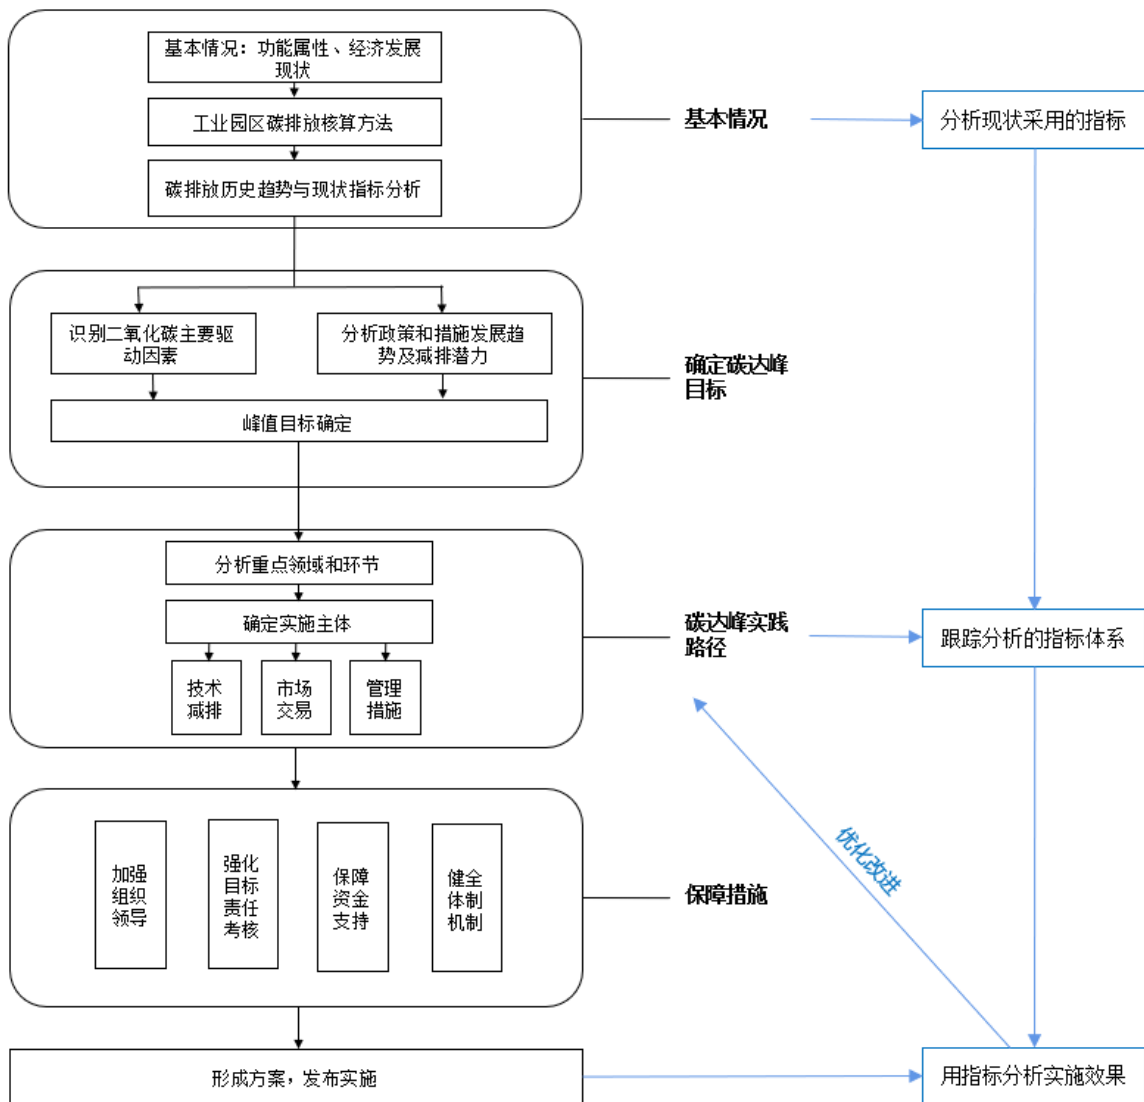 基本情况：功能属性、经济发展
现状
工业园区碳排放核算方法
碳排放历史趋势与现状指标分析
基本情况
分析现状采用的指标
识别二氧化碳主要驱
动因素
分析政策和措施发展趋
势及减排潜力
峰值目标确定
确定碳达峰
目标
分析重点领域和环节
确定实施主体
技术
减排
市场
交易
管理
措施
碳达峰实践
路径
跟踪分析的指标体系
加强
组织
领导
强化
目标
责任
考核
保障
资金
支持
健全
体制
机制
保障措施
优化改进
形成方案，发布实施
用指标分析实施效果